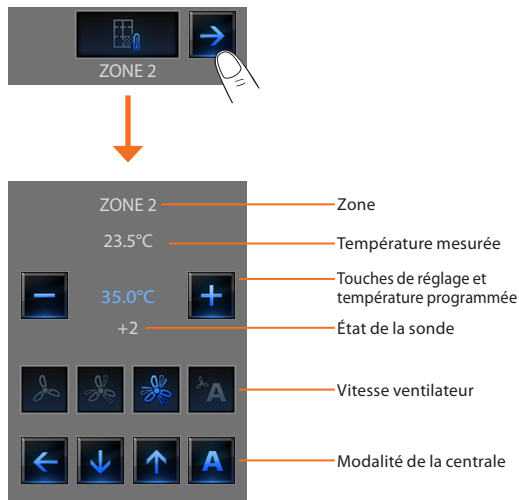 ZONE 2
ZONE 2
Zone
23.5°C
Température mesurée
35.0°C
Touches de réglage et
température programmée
+2
État de la sonde
A
Vitesse ventilateur
A
Modalité de la centrale